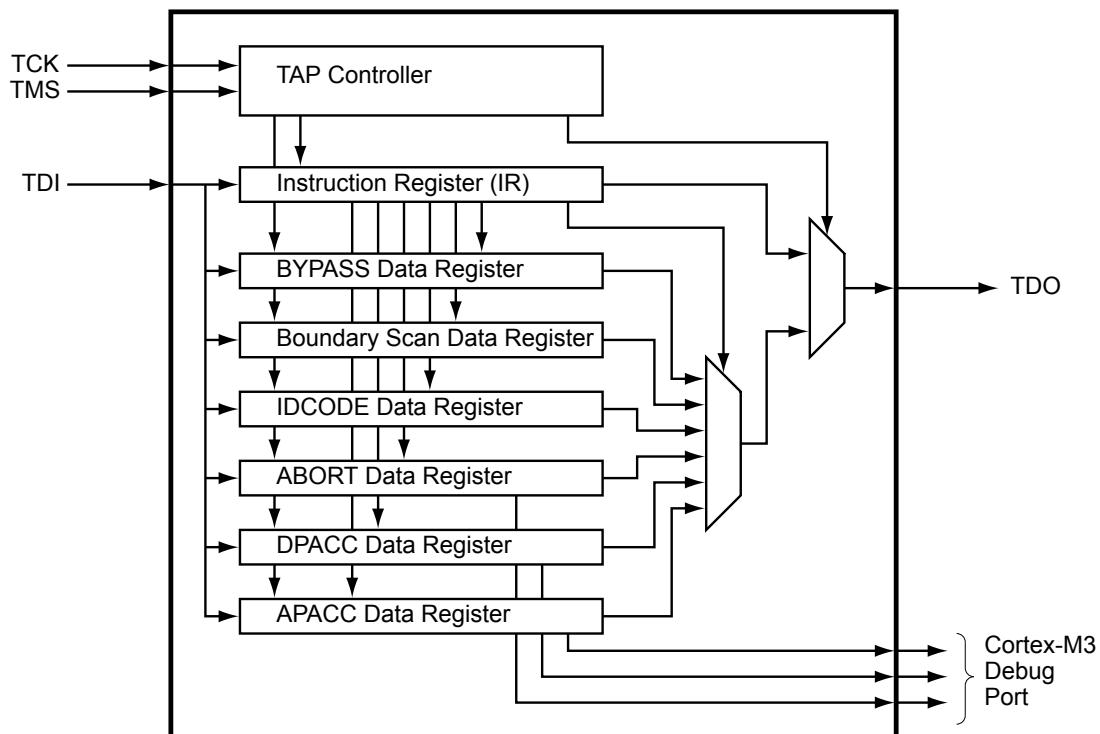 TCK
TMS
TAP Controller
TDI
Instruction Register (IR)
BYPASS Data Register
TDO
Boundary Scan Data Register
IDCODE Data Register
ABORT Data Register
DPACC Data Register
APACC Data Register
Cortex-M3
Debug
Port